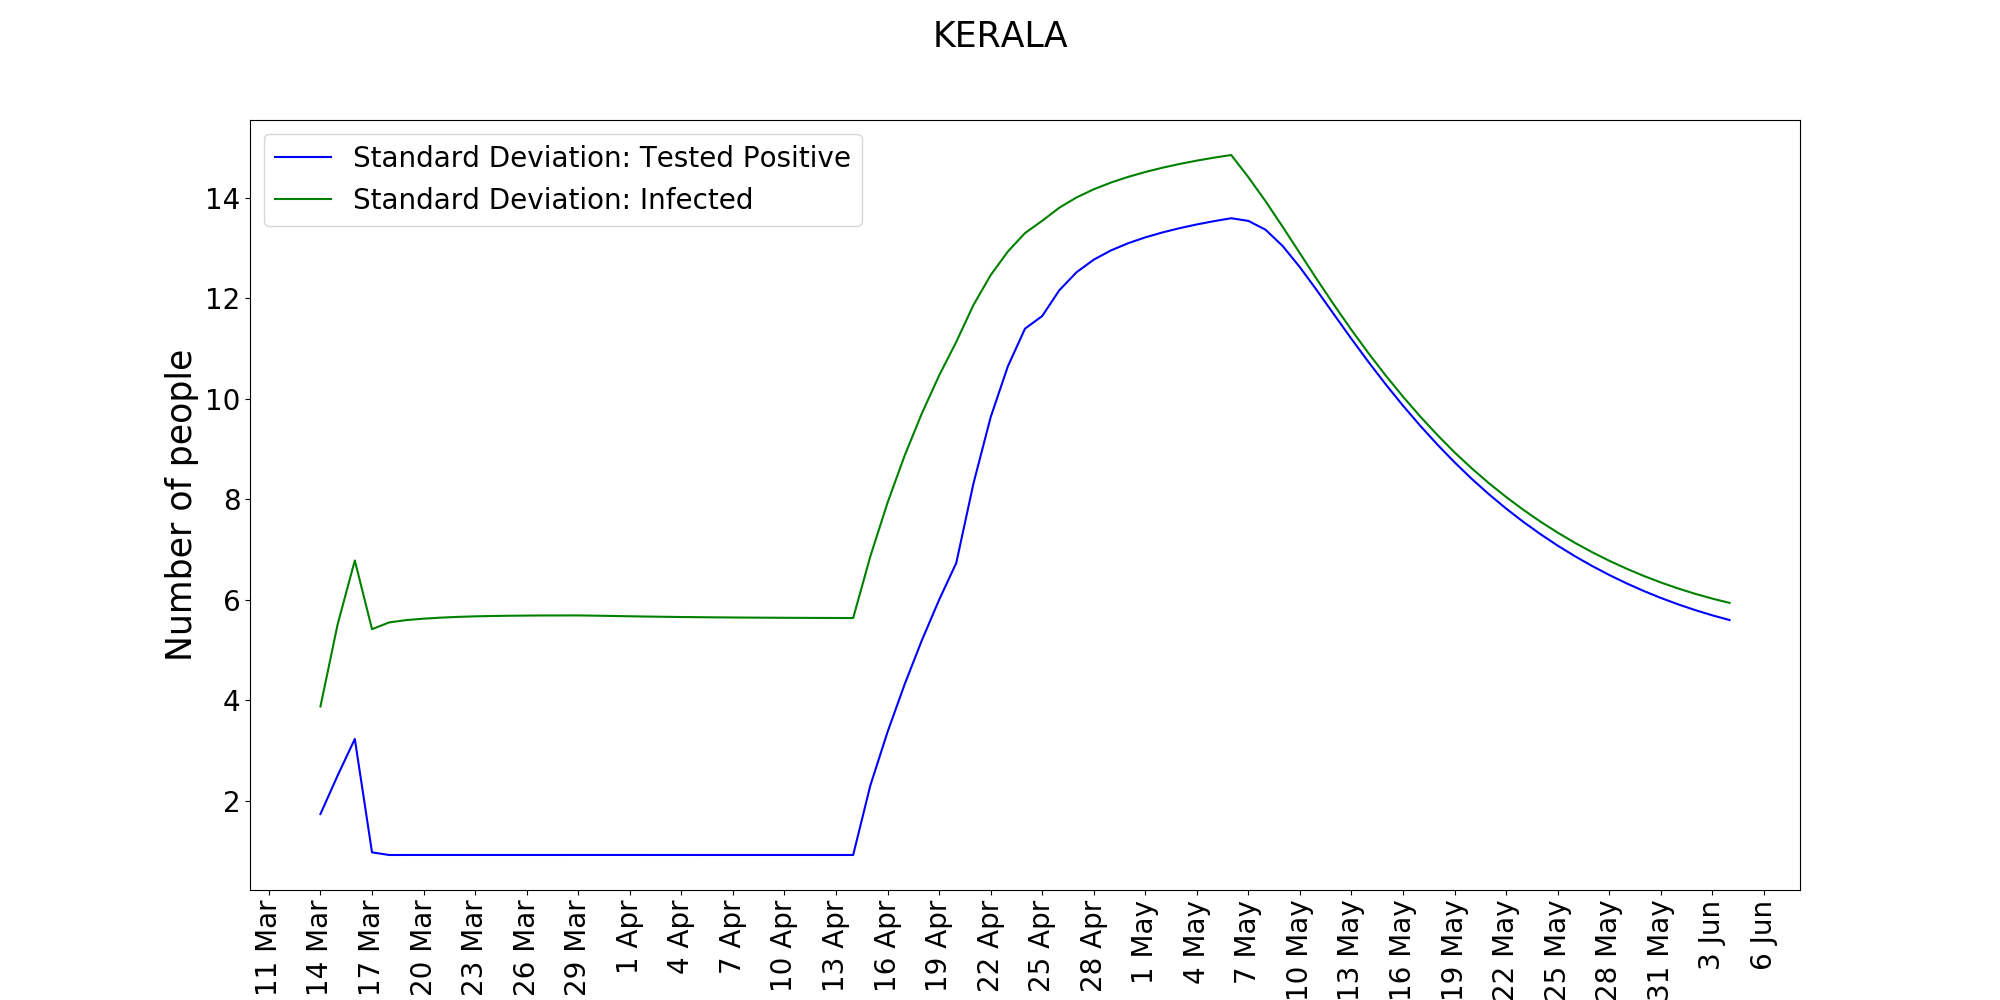 KERALA
Standard Deviation: Tested Positive
Standard Deviation: Infected
Number of people
14
12
10
8
6
4
2
11 Mar
14 Mar
17 Mar
20 Mar
23 Mar
26 Mar
29 Mar
1 Apr
4 Apr
7 Apr
10 Apr
13 Apr
16 Apr
19 Apr
22 Apr
25 Apr
28 Apr
1 May
4 May
7 May
10 May
13 May
16 May
19 May
22 May
25 May
28 May
31 May
3 Jun
6 Jun